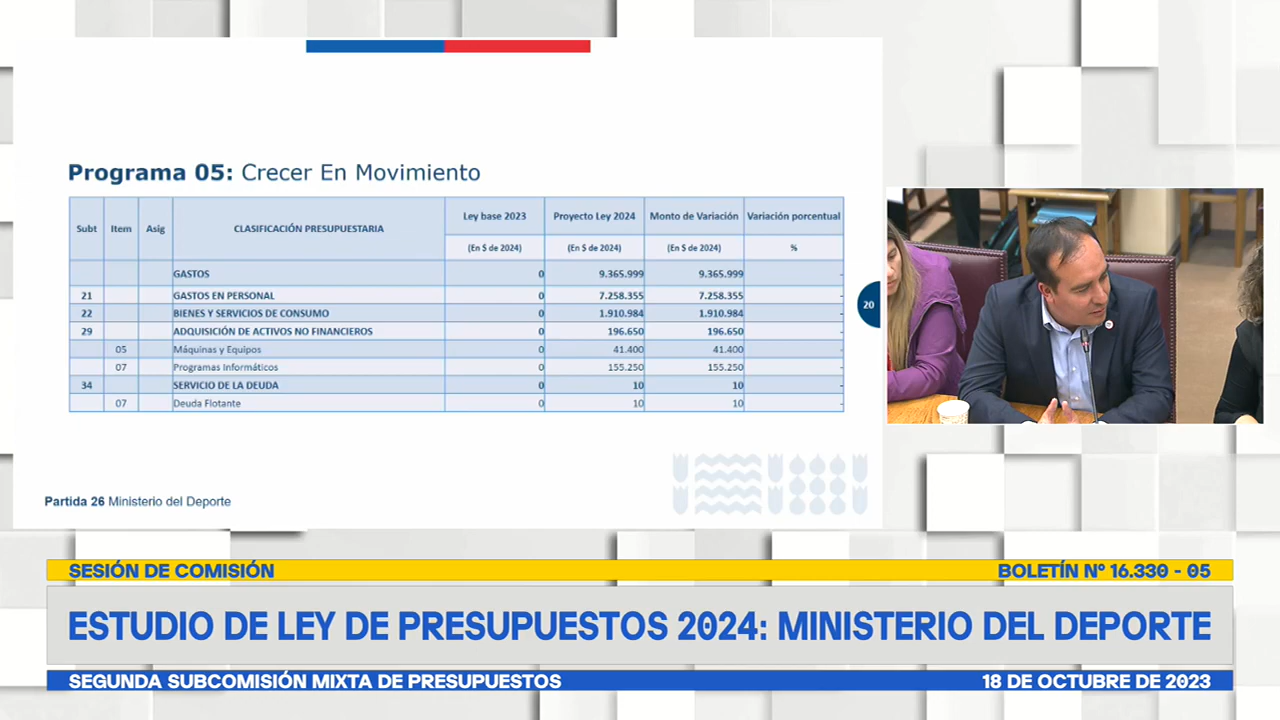 Programa 05: Crecer En Movimiento
Subt Item Asig CLASIFICACIÓN PRESUPUESTARIA Ley base 2023 Proyecto Ley 2024 Monto de Variación Variación porcentual
(En $ de 2024) (En $ de 2024) (En $ de 2024) %
GASTOS 0 9.365.999 9.365.999 -
21 GASTOS EN PERSONAL 0 7.258.355 7.258.355 -
22 BIENES Y SERVICIOS DE CONSUMO 0 1.910.984 1.910.984 -
29 ADQUISICIÓN DE ACTIVOS NO FINANCIEROS 0 196.650 196.650 -
05 Máquinas y Equipos 0 41.400 41.400 -
07 Programas Informáticos 0 155.250 155.250 -
34 SERVICIO DE LA DEUDA 0 10 10 -
07 Deuda Flotante 0 10 10 -
20
Partida 26 Ministerio del Deporte
SESIÓN DE COMISIÓN BOLETÍN N° 16.330 - 05
ESTUDIO DE LEY DE PRESUPUESTOS 2024: MINISTERIO DEL DEPORTE
SEGUNDA SUBCOMISIÓN MIXTA DE PRESUPUESTOS 18 DE OCTUBRE DE 2023